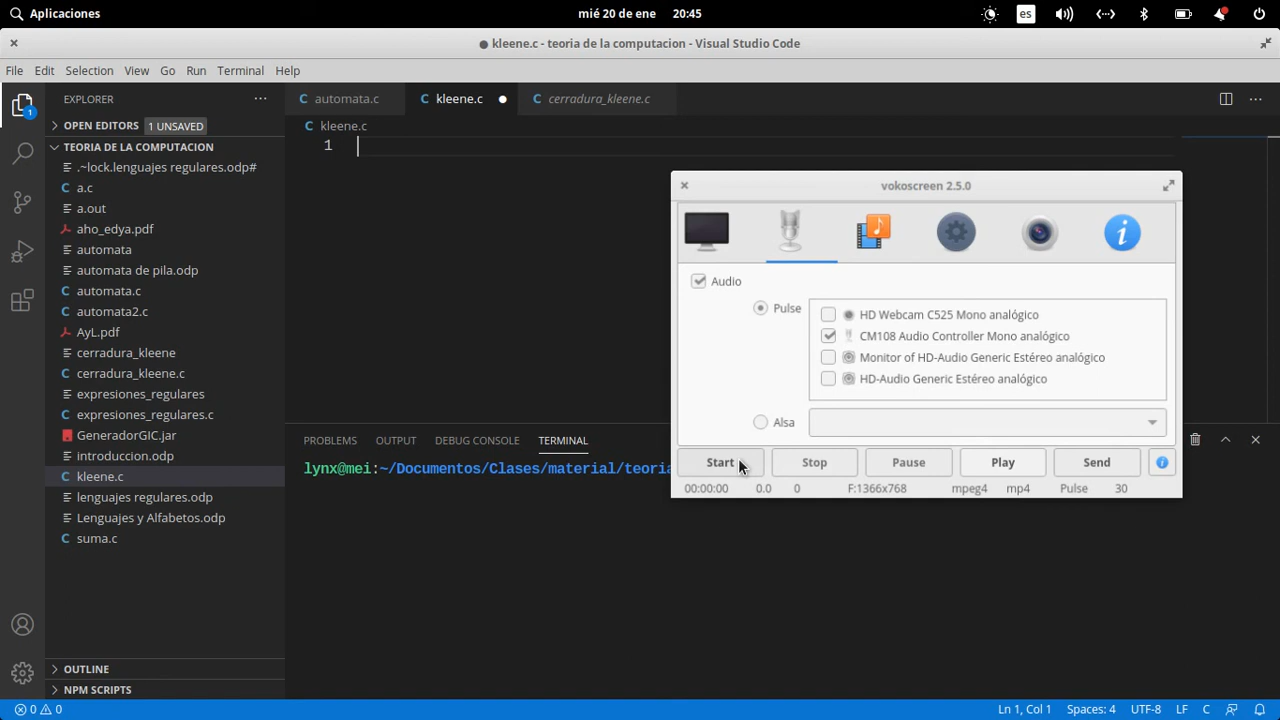 Aplicaciones
mié 20 de ene 20:45
es
● kleene.c - teoria de la computacion - Visual Studio Code
File Edit Selection View Go Run Terminal Help
EXPLORER
automata.c
kleene.c
cerradura_kleene.c
1
OPEN EDITORS 1 UNSAVED
kleene.c
TEORIA DE LA COMPUTACION
1
.~lock.lenguajes regulares.odp#
a.c
a.out
aho_edya.pdf
automata
automata de pila.odp
automata.c
automata2.c
AyL.pdf
cerradura_kleene
cerradura_kleene.c
expresiones_regulares
expresiones_regulares.c
GeneradorGIC.jar
introduccion.odp
kleene.c
lenguajes regulares.odp
Lenguajes y Alfabetos.odp
suma.c
OUTLINE
NPM SCRIPTS
vokoscreen 2.5.0
Audio
Pulse
HD Webcam C525 Mono analógico
CM108 Audio Controller Mono analógico
Monitor of HD-Audio Generic Estéreo analógico
HD-Audio Generic Estéreo analógico
Alsa
Start Stop Pause Play Send
00:00:00 0.0 0 F:1366x768 mpeg4 mp4 Pulse 30
PROBLEMS OUTPUT DEBUG CONSOLE TERMINAL
lynx@mei:~/Documentos/Clases/material/teoria
0 0
Ln 1, Col 1 Spaces: 4 UTF-8 LF C